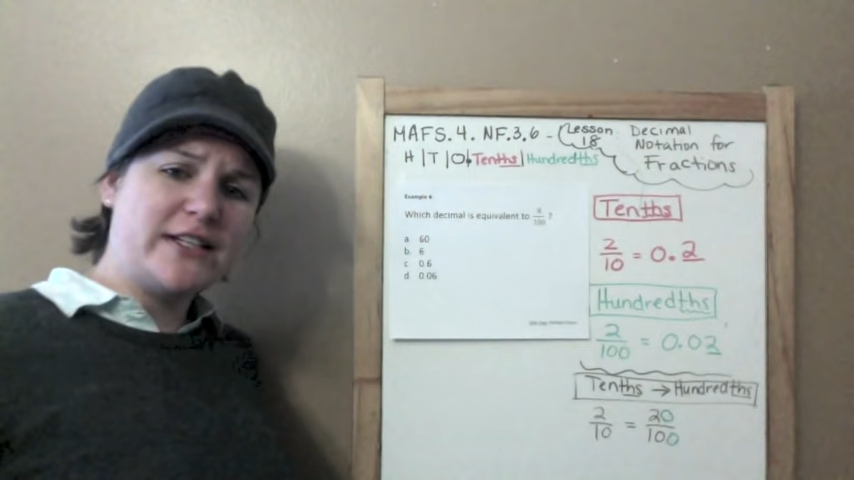 MAFS.4.NF.3.6 - Lesson 18 Decimal Notation for Fractions
H | T | O . Tenths | Hundredths
Example 6
Which decimal is equivalent to 6/100 ?
a 60
b. 6
c 0.6
d 0.06
Tenths
2/10 = 0.2
Hundredths
2/100 = 0.02
Tenths → Hundredths
2/10 = 20/100